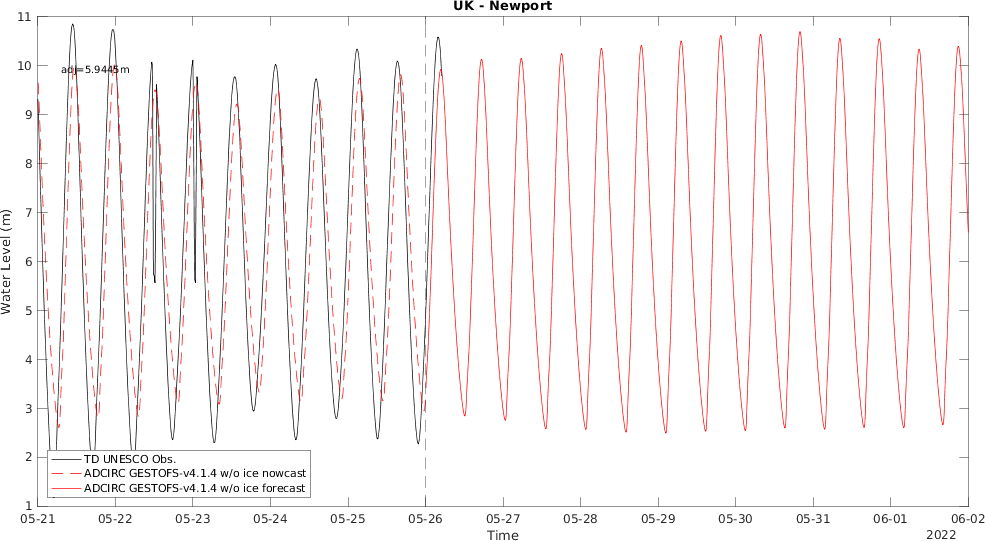 UK - Newport
11
10
9
8
7
6
5
4
3
2
1
Water Level (m)
adj=5.9445m
TD UNESCO Obs.
ADCIRC GESTOFS-v4.1.4 w/o ice nowcast
ADCIRC GESTOFS-v4.1.4 w/o ice forecast
05-21 05-22 05-23 05-24 05-25 05-26 05-27 05-28 05-29 05-30 05-31 06-01 06-02
Time
2022